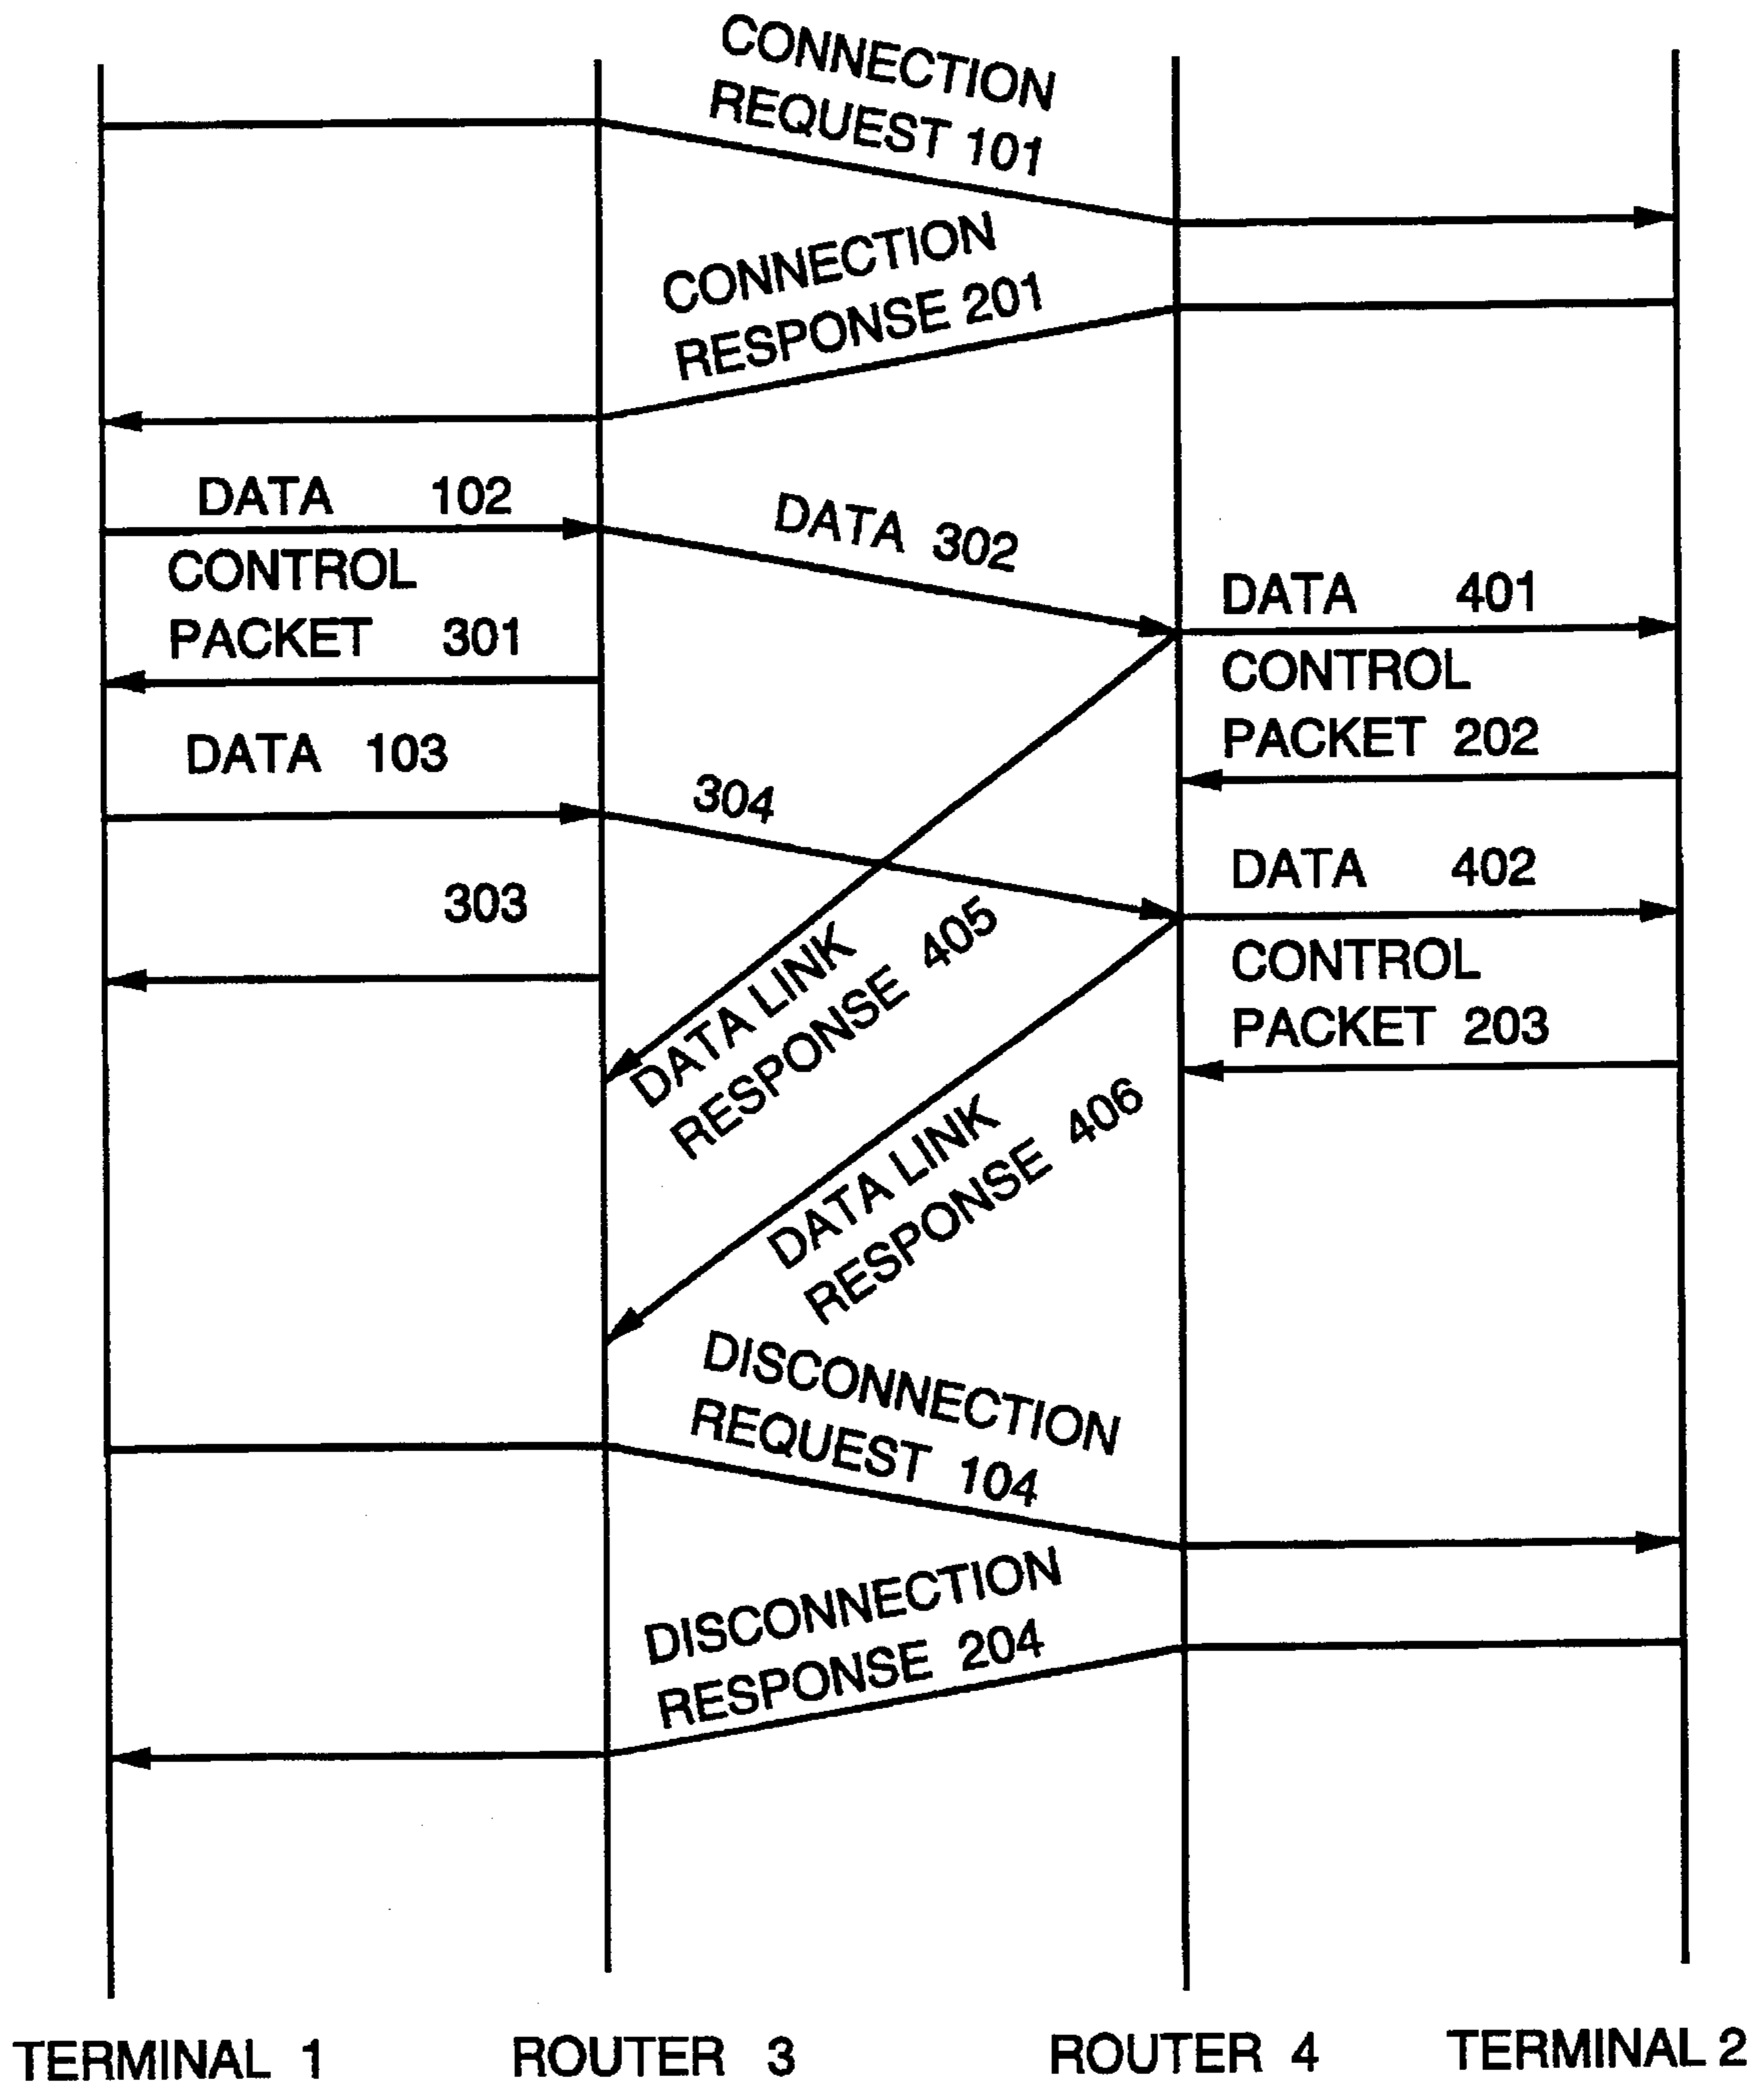 CONNECTION
REQUEST 101
CONNECTION
RESPONSE 201
DATA 102
DATA 302
CONTROL
PACKET 301
DATA 401
CONTROL
PACKET 202
DATA 103
304
DATA 402
303
DATA LINK
RESPONSE 405
CONTROL
PACKET 203
DATA LINK
RESPONSE 406
DISCONNECTION
REQUEST 104
DISCONNECTION
RESPONSE 204
TERMINAL 1
ROUTER 3
ROUTER 4
TERMINAL 2